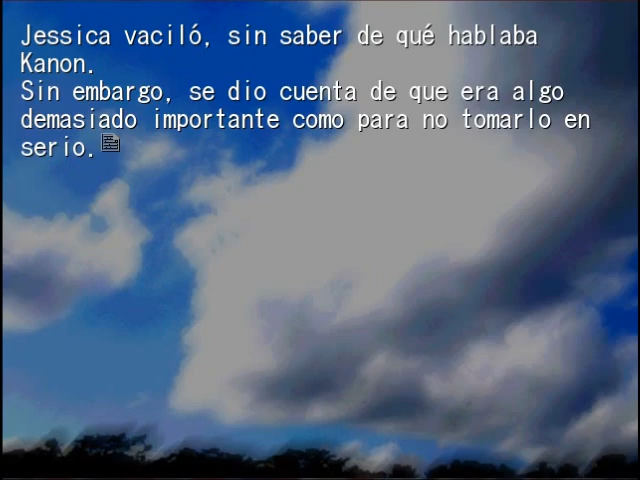 Jessica vaciló, sin saber de qué hablaba
Kanon.
Sin embargo, se dio cuenta de que era algo
demasiado importante como para no tomarlo en
serio.